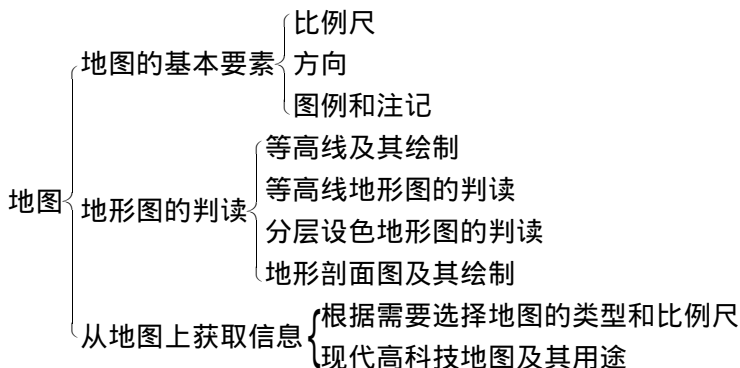 比例尺
地图的基本要素
方向
图例和注记
等高线及其绘制
等高线地形图的判读
地图
地形图的判读
分层设色地形图的判读
地形剖面图及其绘制
根据需要选择地图的类型和比例尺
从地图上获取信息
现代高科技地图及其用途